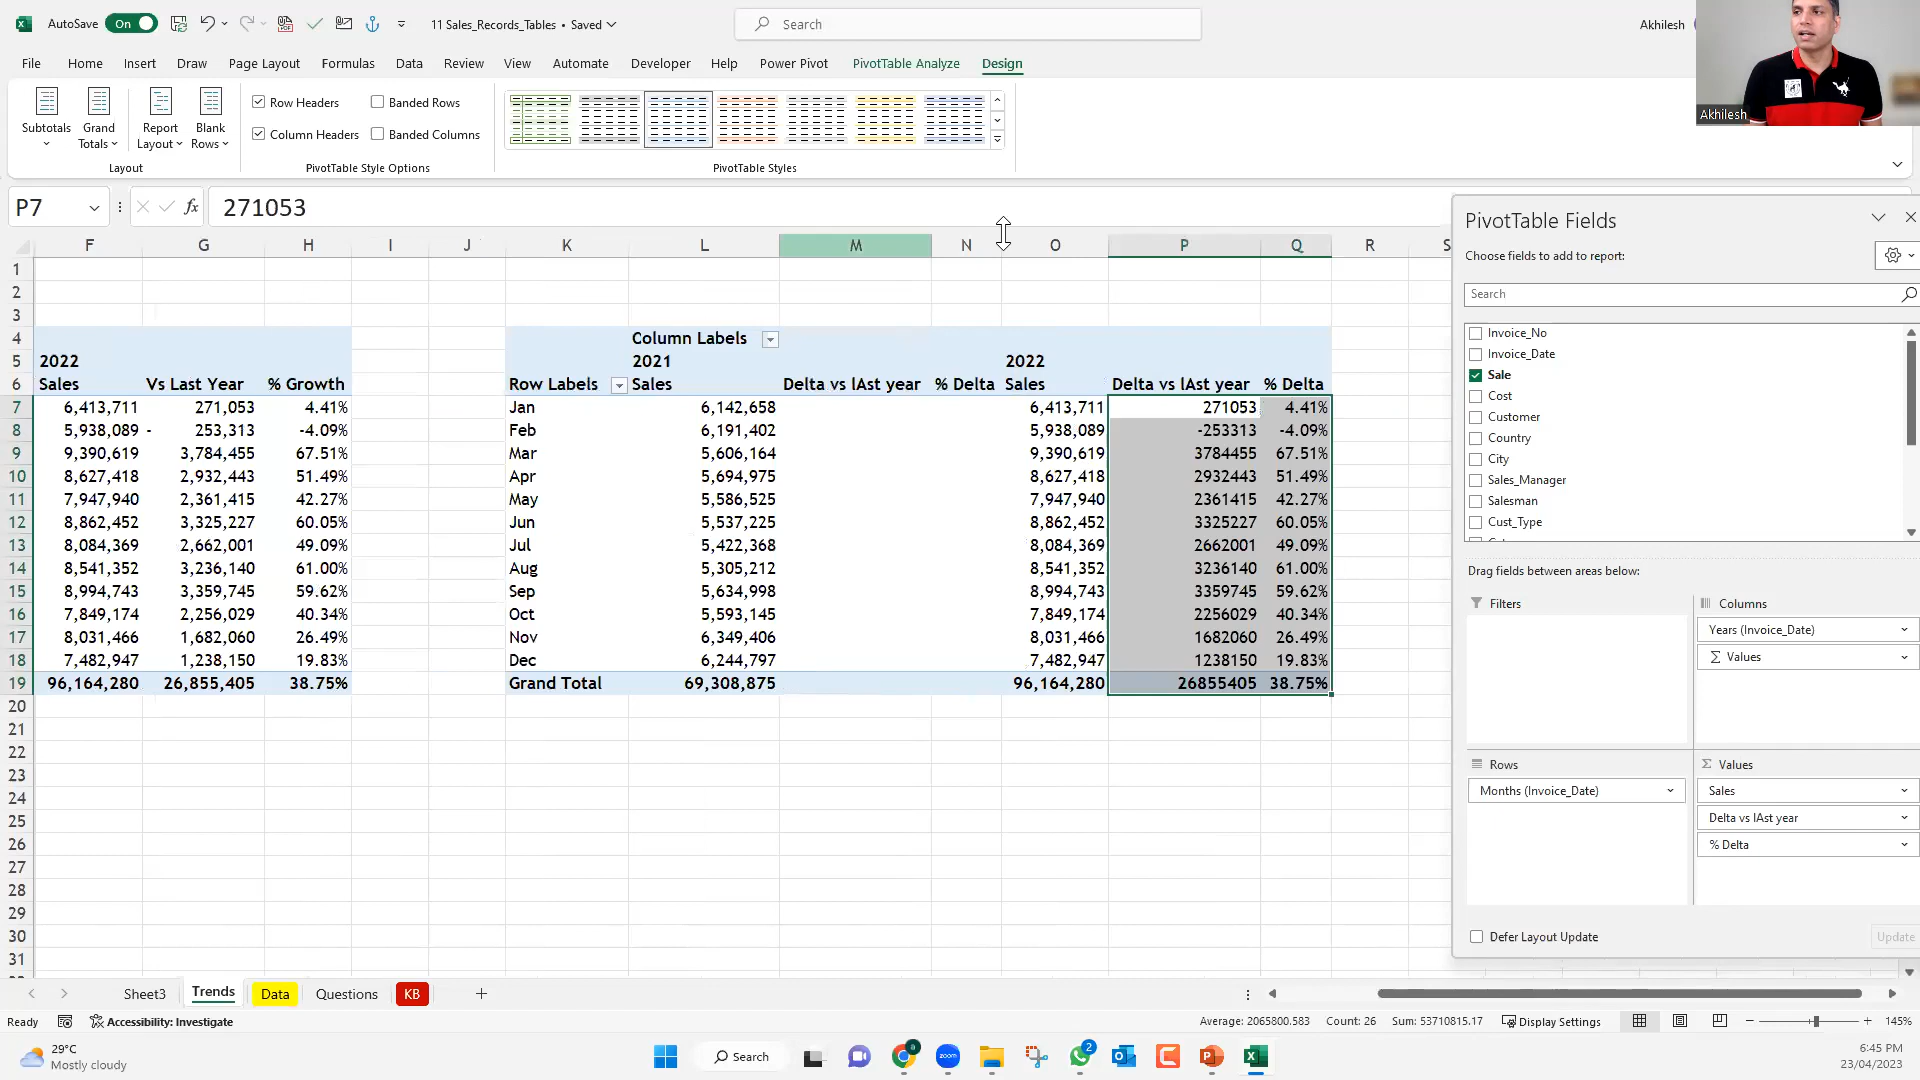 AutoSave On 11 Sales_Records_Tables • Saved Search Akhilesh
File Home Insert Draw Page Layout Formulas Data Review View Automate Developer Help Power Pivot PivotTable Analyze Design
Subtotals Grand Totals Report Layout Blank Rows
Row Headers Banded Rows
Column Headers Banded Columns
Akhilesh
Layout PivotTable Style Options PivotTable Styles
P7 fx 271053
F G H I J K L M N O P Q R S
1
2
3
4 Column Labels
5 2022 2021 2022
6 Sales Vs Last Year % Growth Row Labels Sales Delta vs lAst year % Delta Sales Delta vs lAst year % Delta
7 6,413,711 271,053 4.41% Jan 6,142,658 6,413,711 271053 4.41%
8 5,938,089 - 253,313 -4.09% Feb 6,191,402 5,938,089 -253313 -4.09%
9 9,390,619 3,784,455 67.51% Mar 5,606,164 9,390,619 3784455 67.51%
10 8,627,418 2,932,443 51.49% Apr 5,694,975 8,627,418 2932443 51.49%
11 7,947,940 2,361,415 42.27% May 5,586,525 7,947,940 2361415 42.27%
12 8,862,452 3,325,227 60.05% Jun 5,537,225 8,862,452 3325227 60.05%
13 8,084,369 2,662,001 49.09% Jul 5,422,368 8,084,369 2662001 49.09%
14 8,541,352 3,236,140 61.00% Aug 5,305,212 8,541,352 3236140 61.00%
15 8,994,743 3,359,745 59.62% Sep 5,634,998 8,994,743 3359745 59.62%
16 7,849,174 2,256,029 40.34% Oct 5,593,145 7,849,174 2256029 40.34%
17 8,031,466 1,682,060 26.49% Nov 6,349,406 8,031,466 1682060 26.49%
18 7,482,947 1,238,150 19.83% Dec 6,244,797 7,482,947 1238150 19.83%
19 96,164,280 26,855,405 38.75% Grand Total 69,308,875 96,164,280 26855405 38.75%
20
21
22
23
24
25
26
27
28
29
30
31
PivotTable Fields
Choose fields to add to report:
Search
Invoice_No
Invoice_Date
Sale
Cost
Customer
Country
City
Sales_Manager
Salesman
Cust_Type
Drag fields between areas below:
Filters Columns
Years (Invoice_Date)
Σ Values
Rows Σ Values
Months (Invoice_Date) Sales
Delta vs lAst year
% Delta
Defer Layout Update Update
Sheet3 Trends Data Questions KB
Ready Accessibility: Investigate Average: 2065800.583 Count: 26 Sum: 53710815.17 Display Settings 145%
29°C
Mostly cloudy
Search
2
6:45 PM
23/04/2023